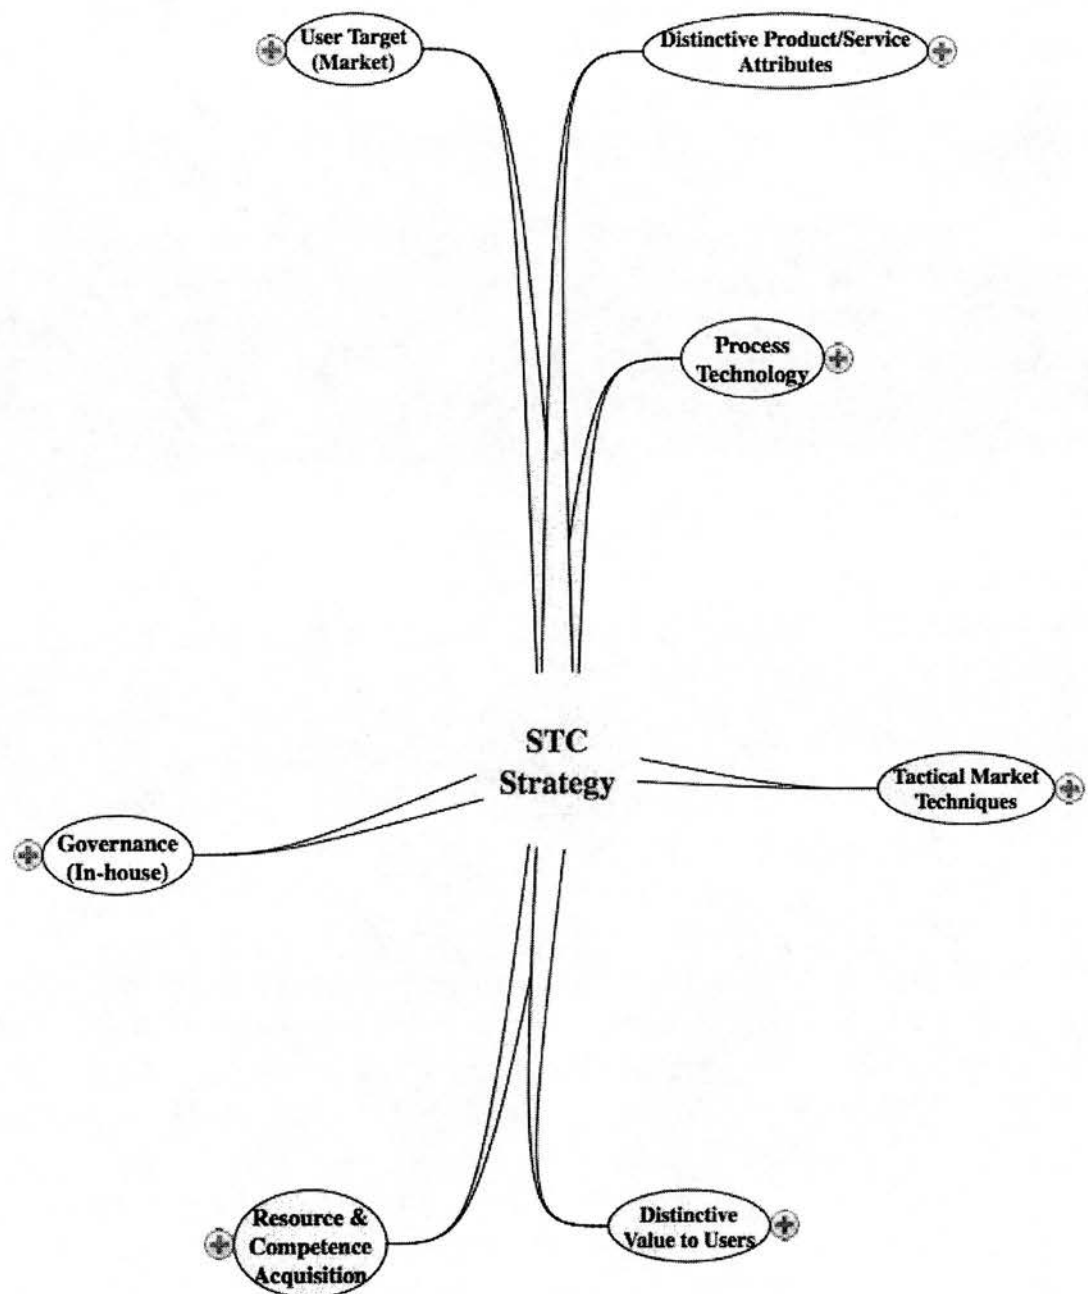 User Target
(Market)
Distinctive Product/Service
Attributes
Process
Technology
STC
Strategy
Tactical Market
Techniques
Governance
(In-house)
Resource &
Competence
Acquisition
Distinctive
Value to Users